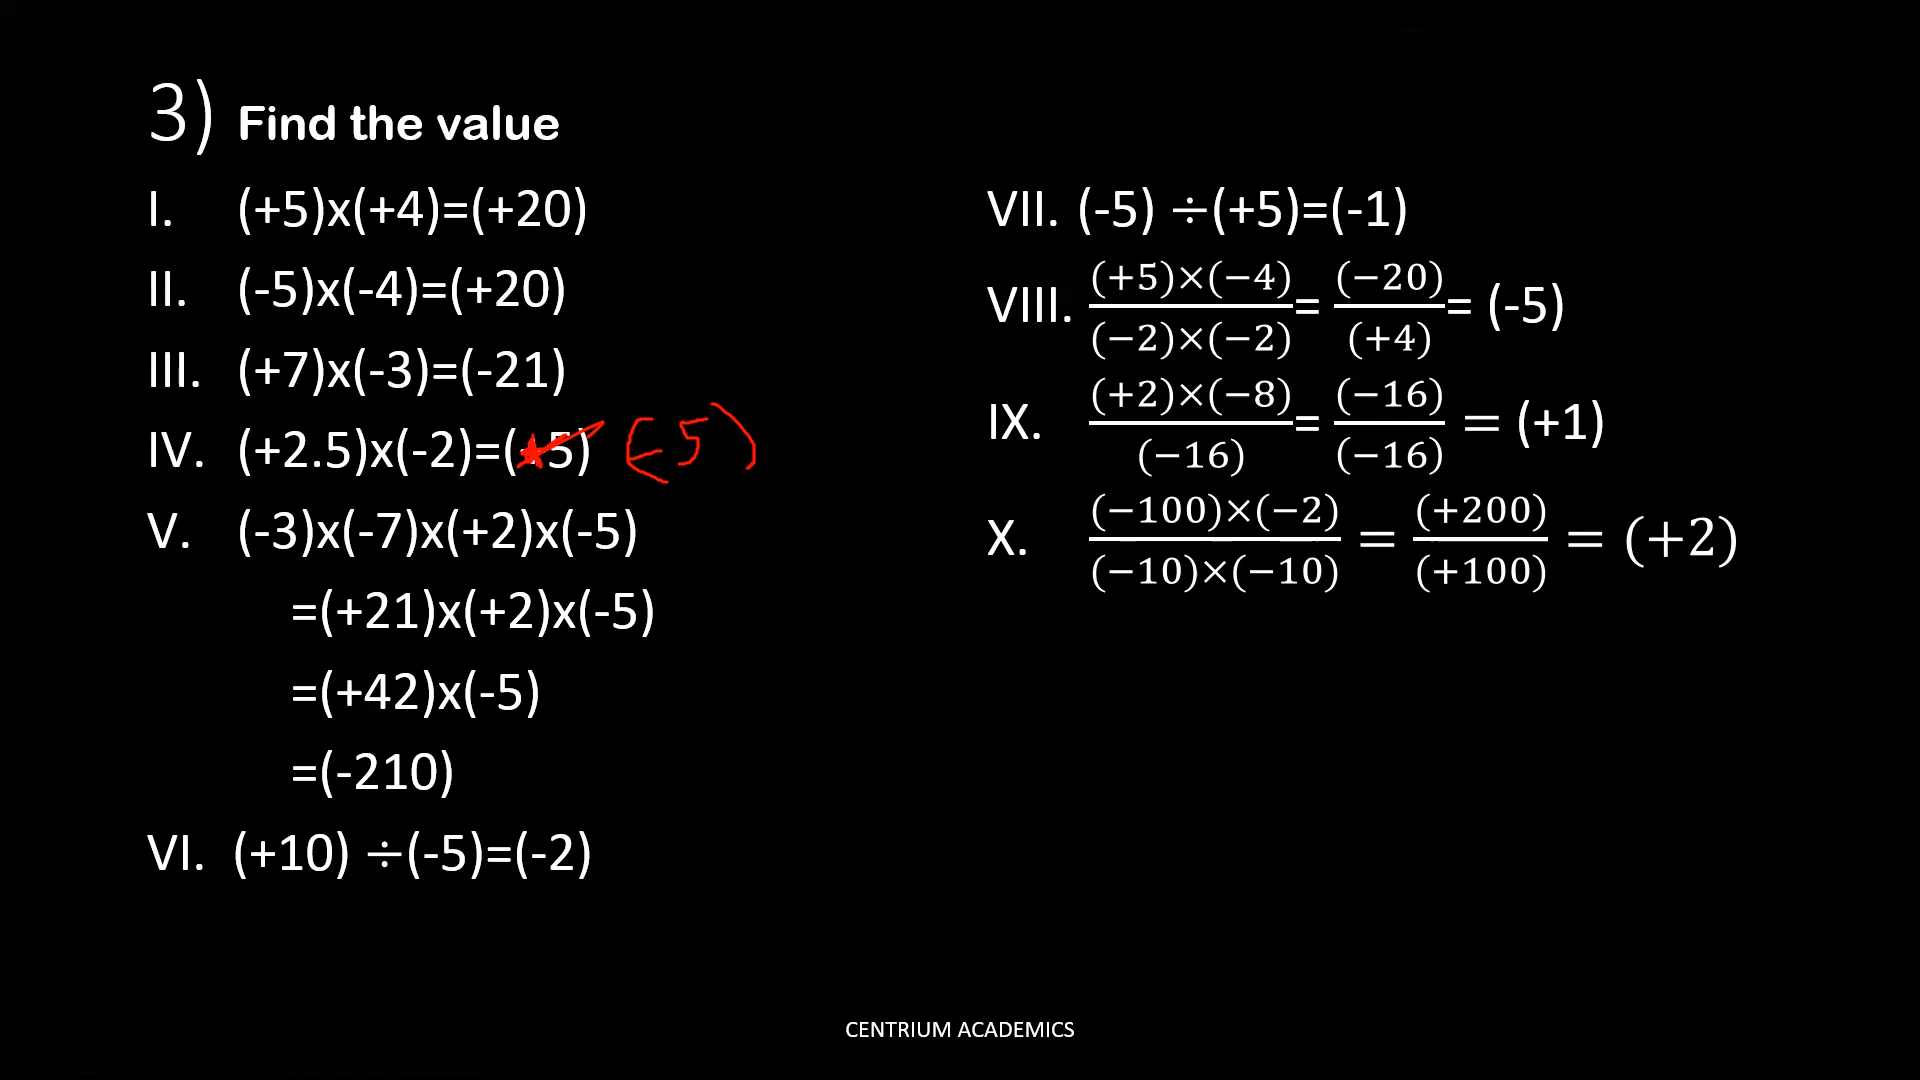 3) Find the value
I. (+5)x(+4)=(+20)
II. (-5)x(-4)=(+20)
III. (+7)x(-3)=(-21)
IV. (+2.5)x(-2)=(+5) (-5)
V. (-3)x(-7)x(+2)x(-5)
=(+21)x(+2)x(-5)
=(+42)x(-5)
=(-210)
VI. (+10) ÷(-5)=(-2)
VII. (-5) ÷(+5)=(-1)
VIII. (+5)×(−4)/(−2)×(−2)= (−20)/(+4)= (-5)
IX. (+2)×(−8)/(−16)= (−16)/(−16) = (+1)
X. (−100)×(−2)/(−10)×(−10) = (+200)/(+100) = (+2)
CENTRIUM ACADEMICS